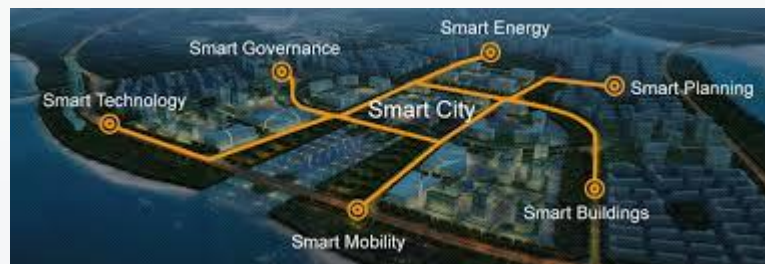 Smart Energy
Smart Governance
Smart Planning
Smart Technology
Smart City
Smart Buildings
Smart Mobility